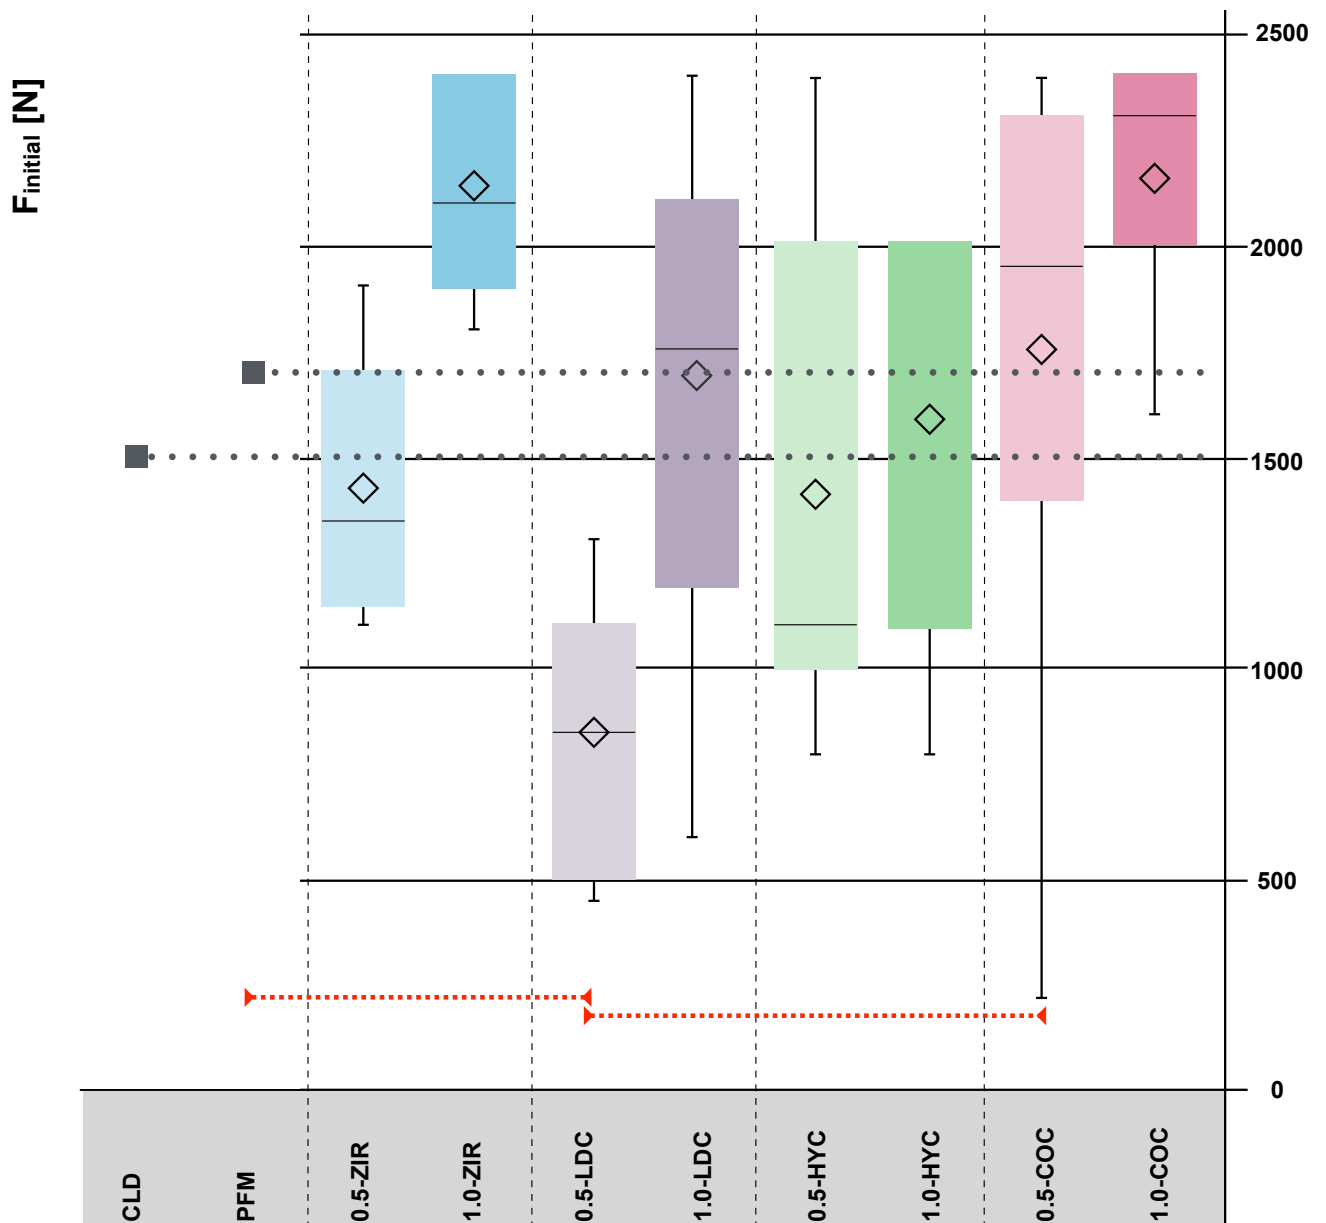 F initial [N]
2500
2000
1500
1000
500
0
CLD
PFM
0.5-ZIR
1.0-ZIR
0.5-LDC
1.0-LDC
0.5-HYC
1.0-HYC
0.5-COC
1.0-COC